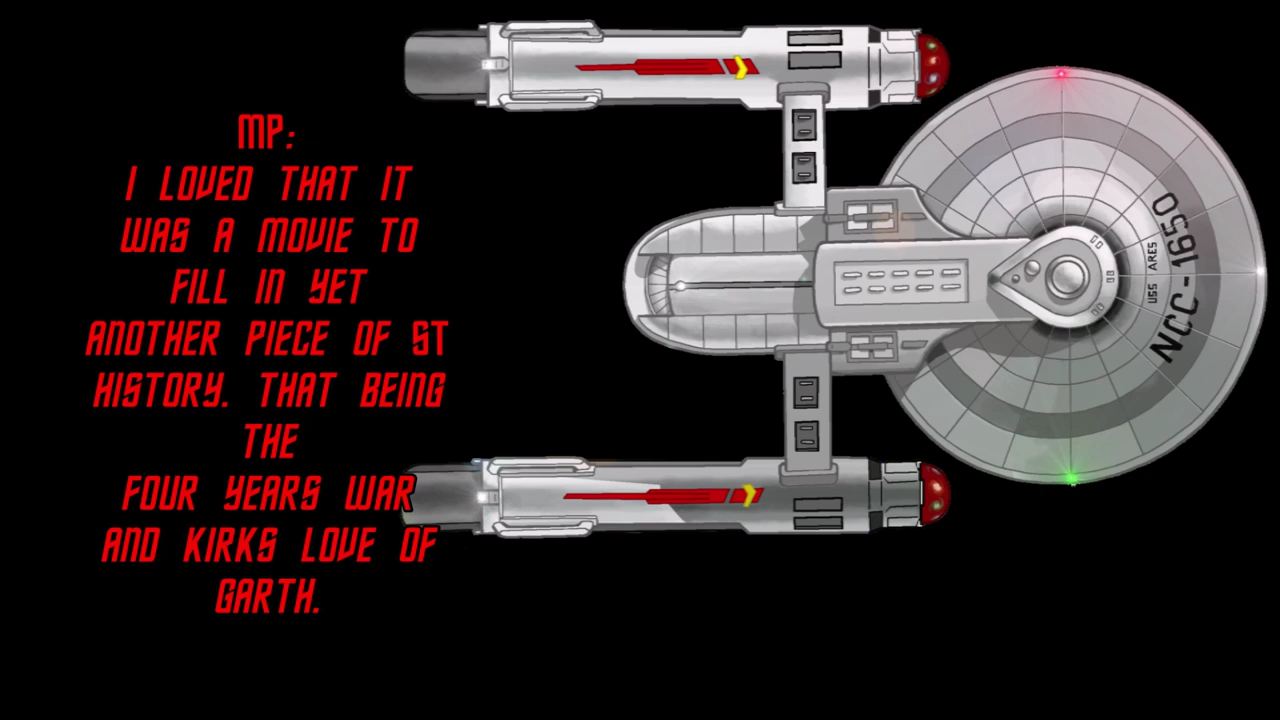 MP:
I LOVED THAT IT
WAS A MOVIE TO
FILL IN YET
ANOTHER PIECE OF ST
HISTORY. THAT BEING
THE
FOUR YEARS WAR
AND KIRKS LOVE OF
GARTH.
USS ARES
NCC-1650